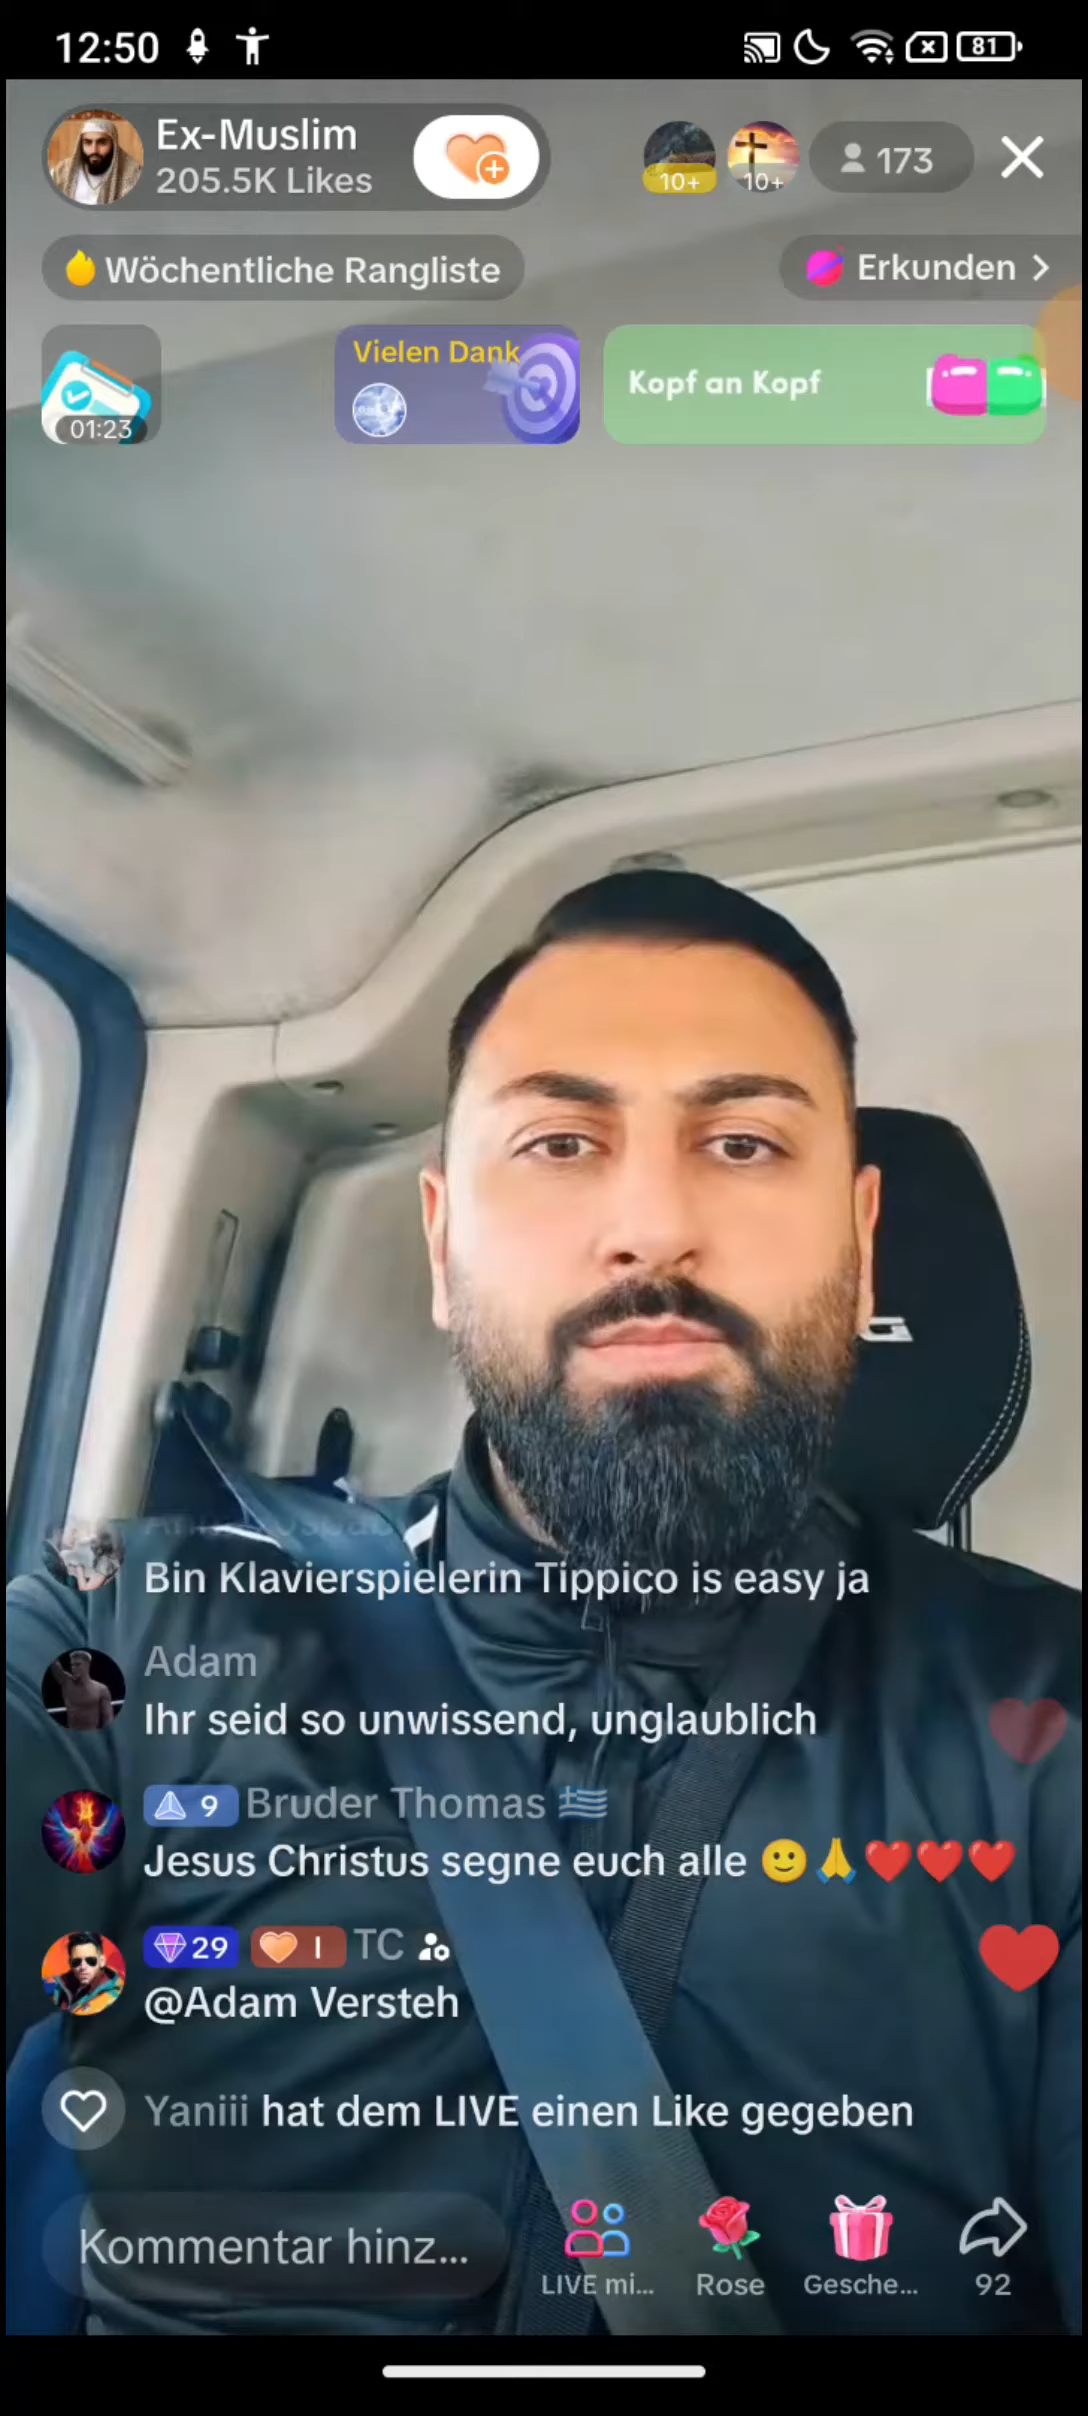 12:50
81
Ex-Muslim
205.5K Likes
10+
10+
173
Wöchentliche Rangliste
Erkunden >
01:23
Vielen Dank
Kopf an Kopf
G
Bin Klavierspielerin Tippico is easy ja
Adam
Ihr seid so unwissend, unglaublich
9 Bruder Thomas 🇬🇷
Jesus Christus segne euch alle 🙂🙏❤️❤️❤️
29 I TC
@Adam Versteh
Yaniii hat dem LIVE einen Like gegeben
Kommentar hinz...
LIVE mi...
Rose
Gesche...
92